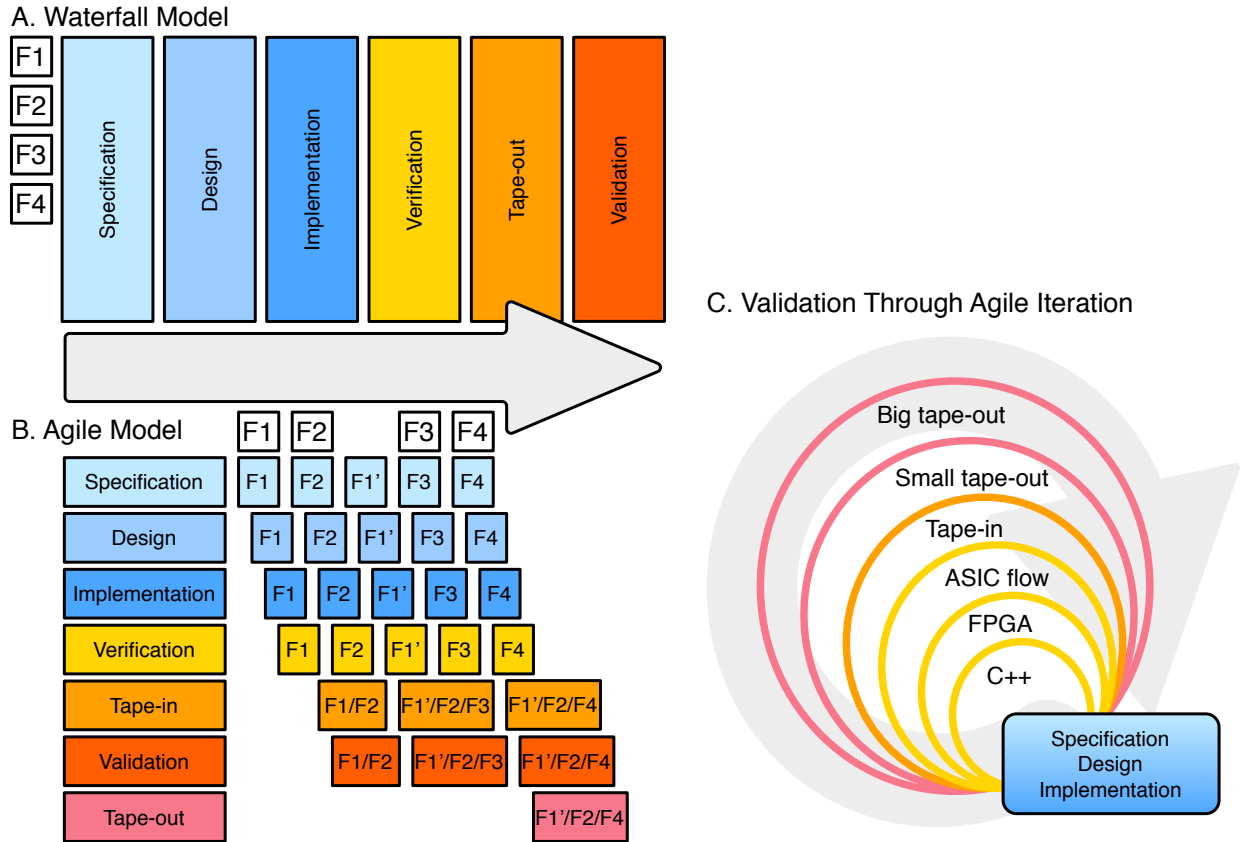 A. Waterfall Model
F1
F2
F3
F4
Specification
Design
Implementation
Verification
Tape-out
Validation
B. Agile Model
F1 F2 F3 F4
Specification F1 F2 F1’ F3 F4
Design F1 F2 F1’ F3 F4
Implementation F1 F2 F1’ F3 F4
Verification F1 F2 F1’ F3 F4
Tape-in F1/F2 F1’/F2/F3 F1’/F2/F4
Validation F1/F2 F1’/F2/F3 F1’/F2/F4
Tape-out F1’/F2/F4
C. Validation Through Agile Iteration
Big tape-out
Small tape-out
Tape-in
ASIC flow
FPGA
C++
Specification
Design
Implementation